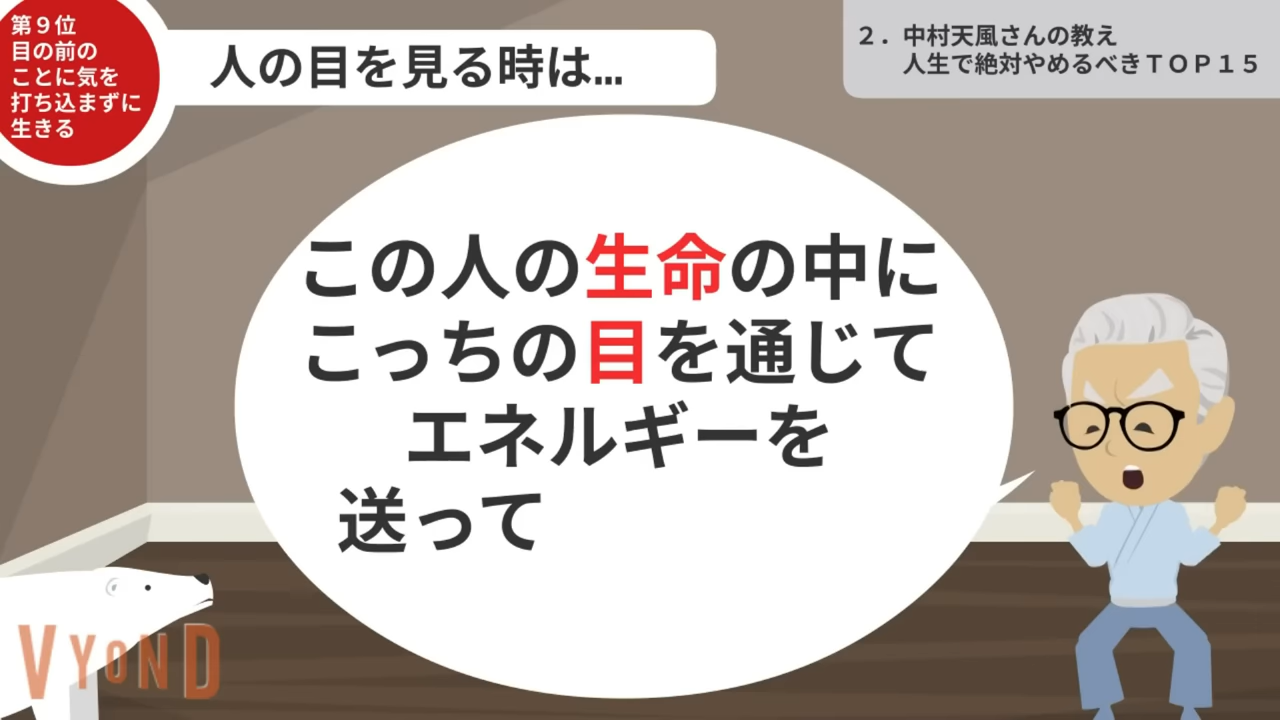 第９位
目の前の
ことに気を
打ち込まずに
生きる
人の目を見る時は...
２．中村天風さんの教え
人生で絶対やめるべきＴＯＰ１５
この人の生命の中に
こっちの目を通じて
エネルギーを
送って
VYOND